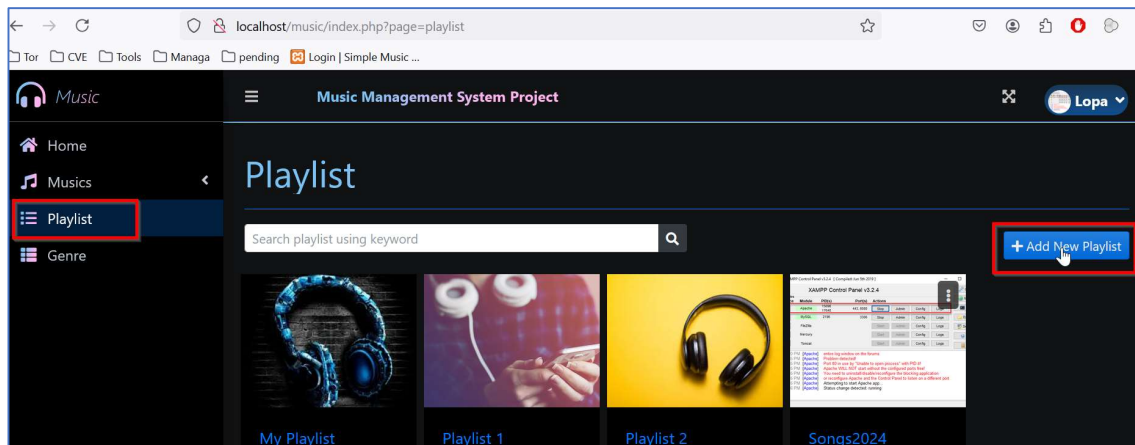 localhost/music/index.php?page=playlist
Tor CVE Tools Managa pending Login | Simple Music ...
Music
Music Management System Project
Lopa
Home
Musics
Playlist
Genre
Playlist
Search playlist using keyword
+ Add New Playlist
XAMPP Control Panel v3.2.4
My Playlist
Playlist 1
Playlist 2
Songs2024